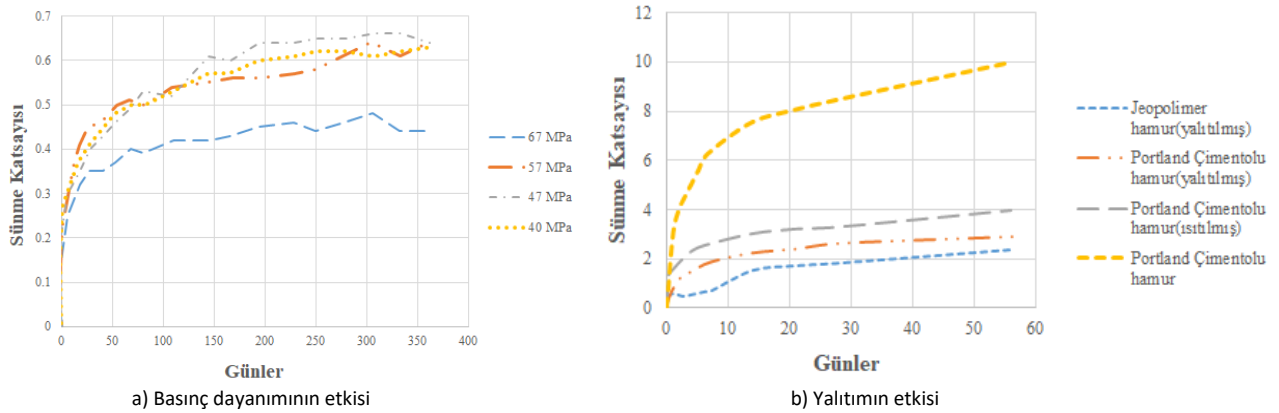 0.7
0.6
0.5
0.4
0.3
0.2
0.1
0
0 50 100 150 200 250 300 350 400
Sünme Katsayısı
Günler
67 MPa
57 MPa
47 MPa
40 MPa
a) Basınç dayanımının etkisi
12
10
8
6
4
2
0
0 10 20 30 40 50 60
Sünme Katsayısı
Günler
Jeopolimer
hamur(yalıtılmış)
Portland Çimentolu
hamur(yalıtılmış)
Portland Çimentolu
hamur(ısıtılmış)
Portland Çimentolu
hamur
b) Yalıtımın etkisi